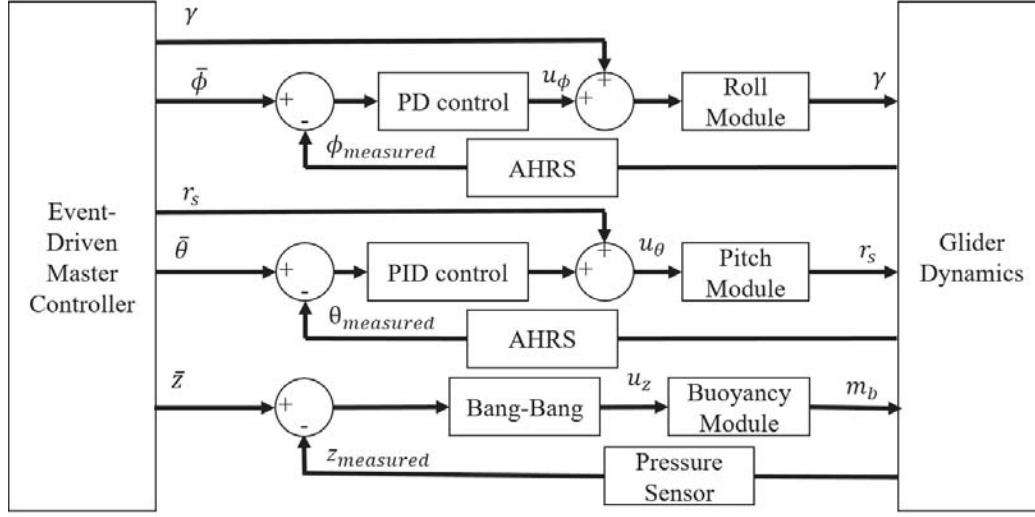 γ
ϕ̄
+
-
PD control
u_ϕ
+
+
Roll
Module
γ
ϕ_measured
AHRS
r_s
Event-
Driven
Master
Controller
θ̄
+
-
PID control
+
+
u_θ
Pitch
Module
r_s
Glider
Dynamics
θ_measured
AHRS
z̄
+
-
Bang-Bang
u_z
Buoyancy
Module
m_b
z_measured
Pressure
Sensor